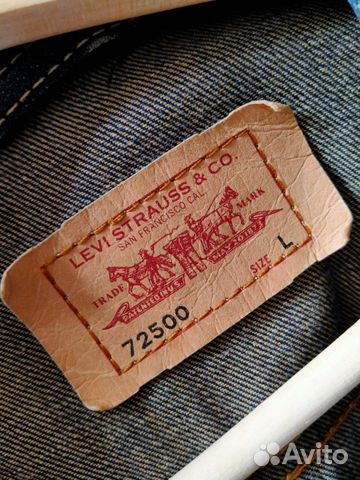 LEVI STRAUSS & CO.
SAN FRANCISCO CAL.
TRADE MARK
72500
SIZE L
Avito